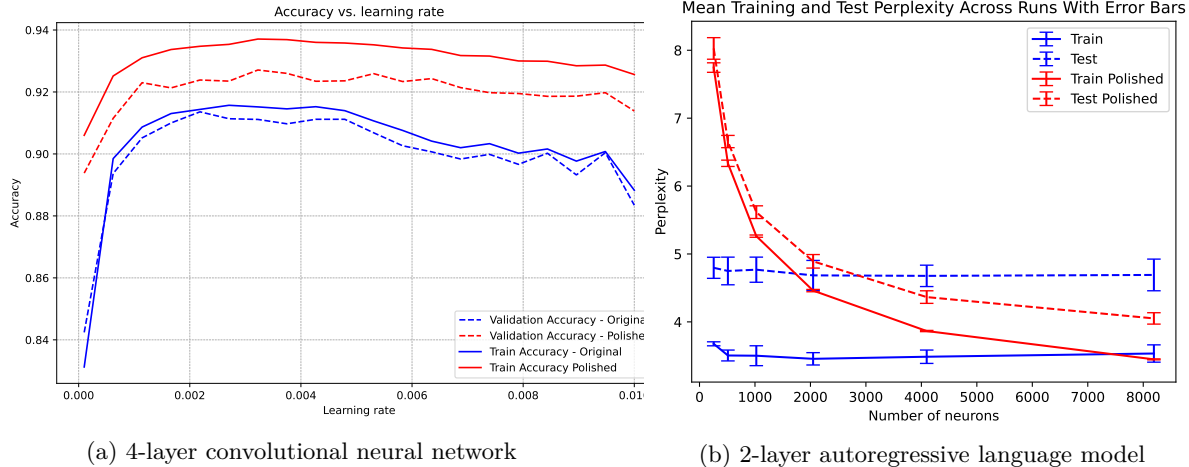 Accuracy vs. learning rate
0.94
0.92
0.90
0.88
0.86
0.84
Accuracy
0.000
0.002
0.004
0.006
0.008
0.010
Learning rate
Validation Accuracy - Original
Validation Accuracy - Polished
Train Accuracy - Original
Train Accuracy Polished
(a) 4-layer convolutional neural network
Mean Training and Test Perplexity Across Runs With Error Bars
8
7
6
5
4
Perplexity
0
1000
2000
3000
4000
5000
6000
7000
8000
Number of neurons
Train
Test
Train Polished
Test Polished
(b) 2-layer autoregressive language model